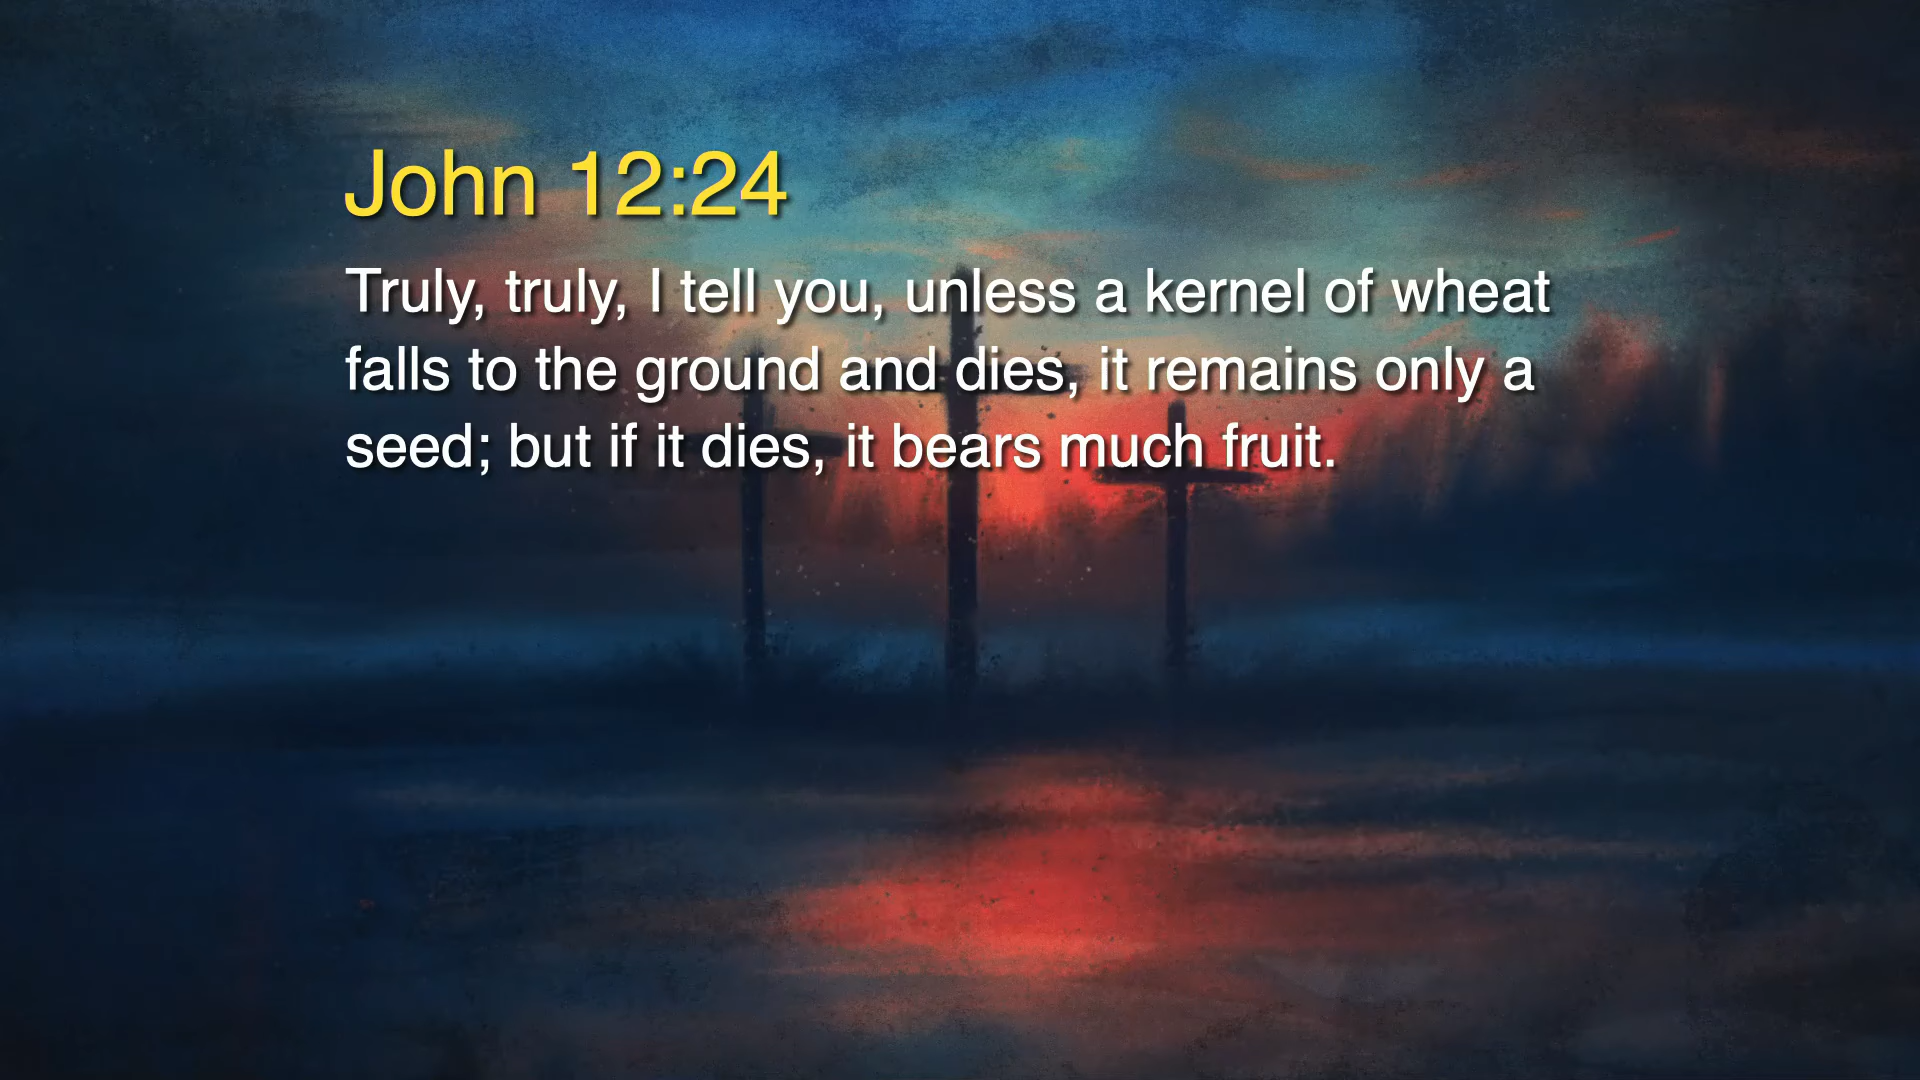 John 12:24
Truly, truly, I tell you, unless a kernel of wheat
falls to the ground and dies, it remains only a
seed; but if it dies, it bears much fruit.